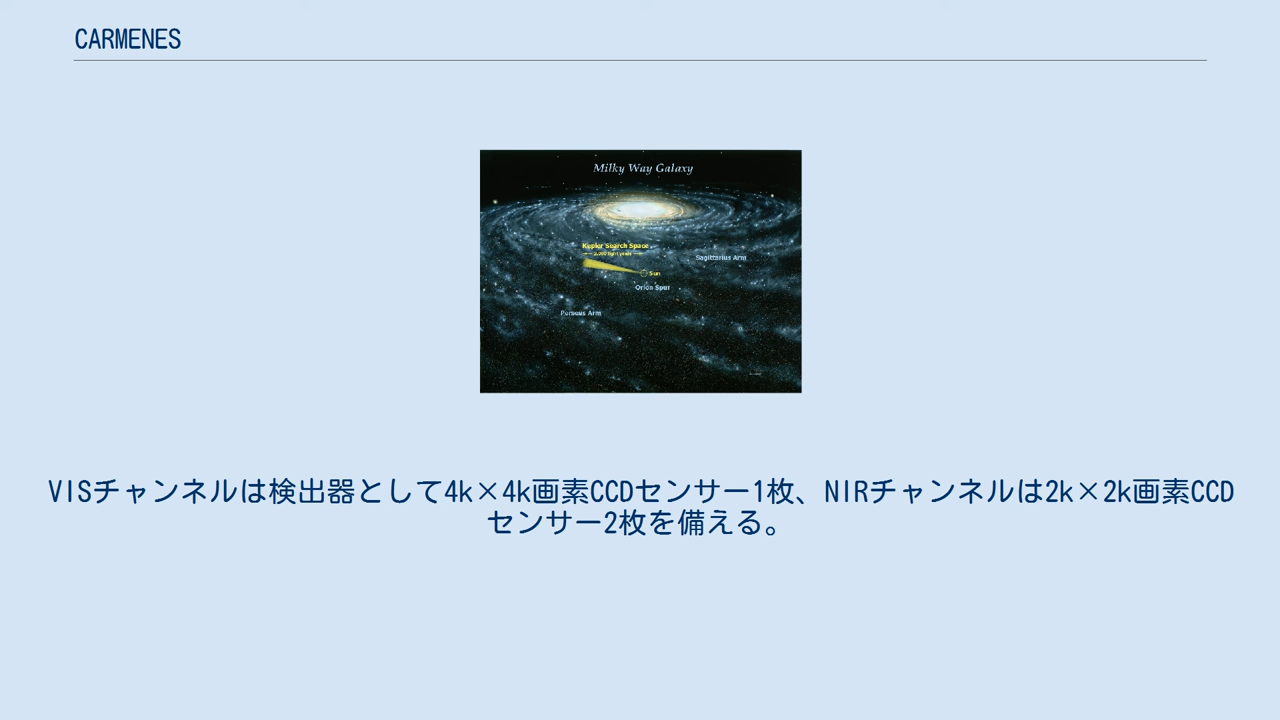 CARMENES
Milky Way Galaxy
Kepler Search Space
Sagittarius Arm
Sun
Orion Spur
Perseus Arm
VISチャンネルは検出器として4k×4k画素CCDセンサー1枚、NIRチャンネルは2k×2k画素CCD
センサー2枚を備える。